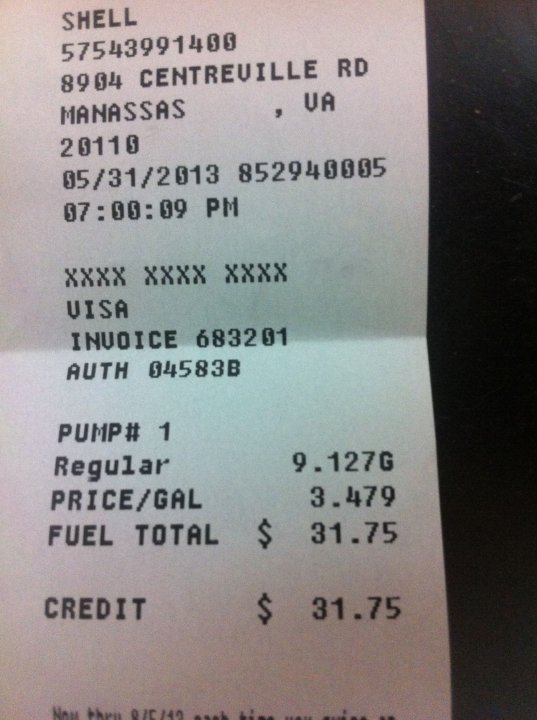 SHELL
57543991400
8904 CENTREVILLE RD
MANASSAS , VA
20110
05/31/2013 852940005
07:00:09 PM
XXXX XXXX XXXX
VISA
INVOICE 683201
AUTH 04583B
PUMP# 1
Regular 9.127G
PRICE/GAL 3.479
FUEL TOTAL $ 31.75
CREDIT $ 31.75